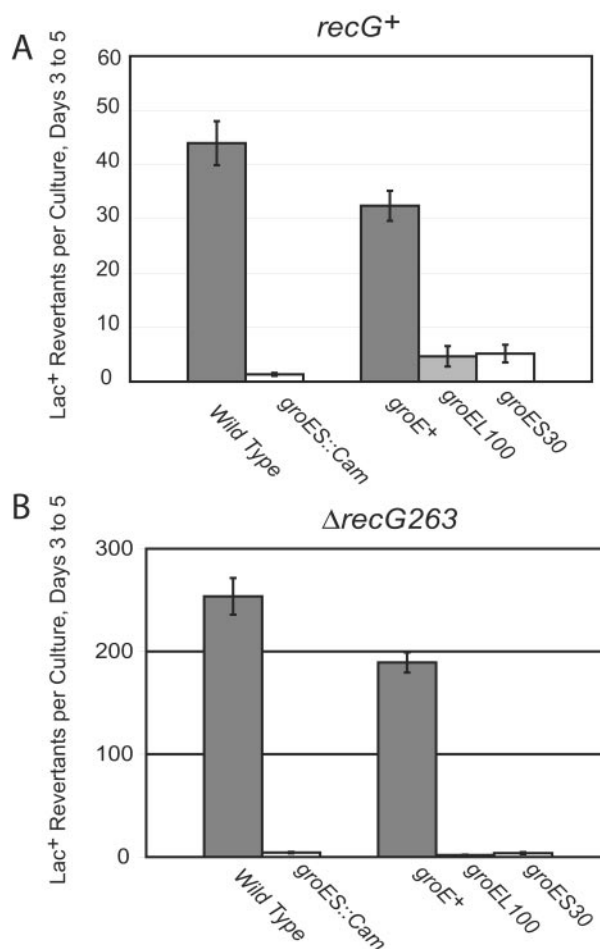 A
recG+
Lac+ Revertants per Culture, Days 3 to 5
60
50
40
30
20
10
0
Wild Type
groES::Cam
groE+
groEL100
groES30
B
ΔrecG263
Lac+ Revertants per Culture, Days 3 to 5
300
200
100
0
Wild Type
groES::Cam
groE+
groEL100
groES30